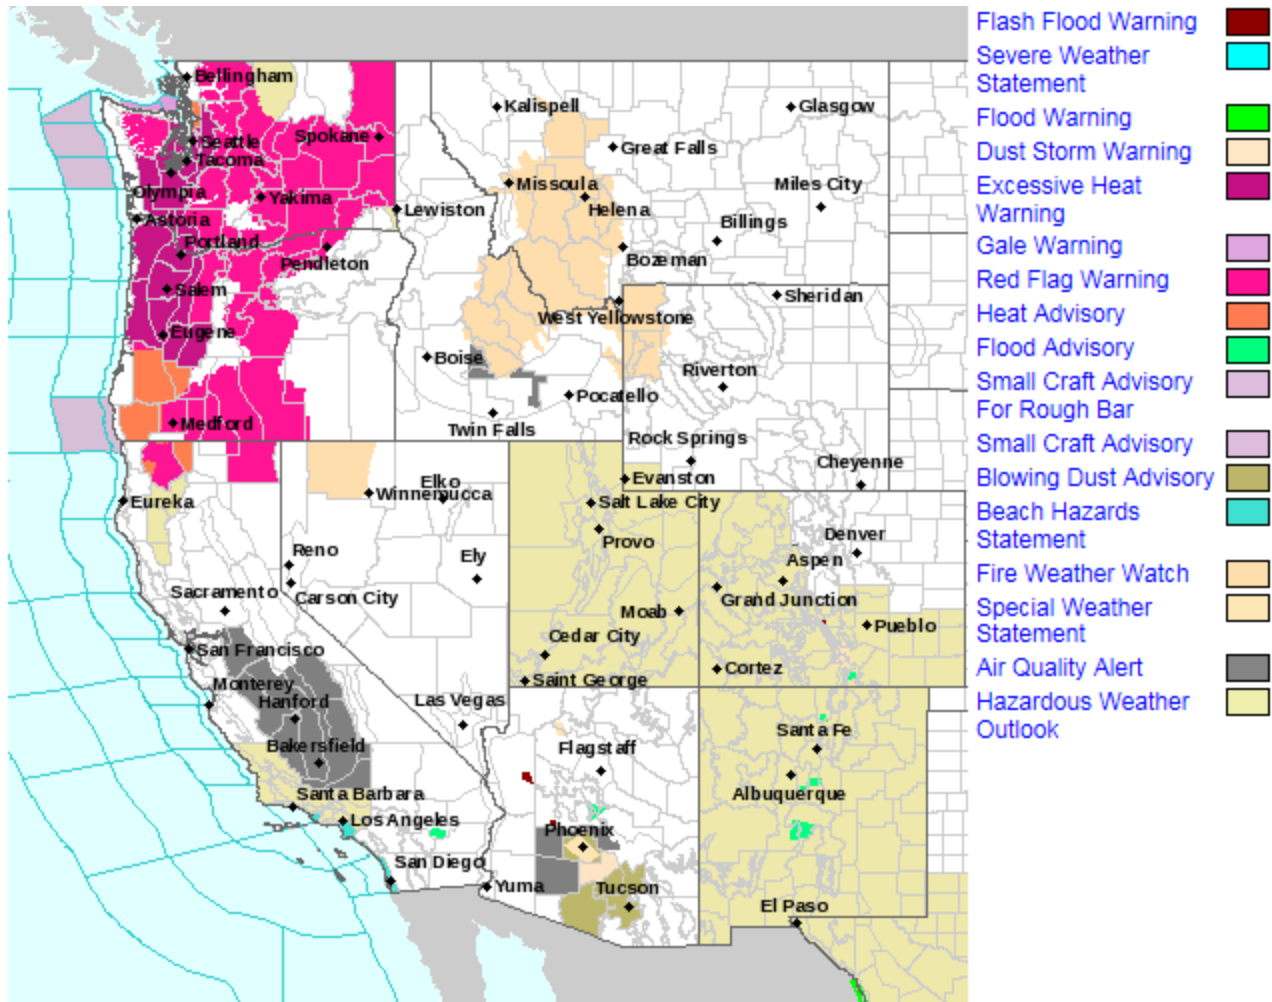 Bellingham
Kalispell
Glasgow
Seattle
Spokane
Great Falls
Tacoma
Missoula
Miles City
Olympia
Yakima
Helena
Lewiston
Astoria
Billings
Portland
Pendleton
Bozeman
Salem
Sheridan
West Yellowstone
Eugene
Boise
Riverton
Pocatello
Medford
Twin Falls
Rock Springs
Cheyenne
Elko
Evanston
Winnemucca
Eureka
Salt Lake City
Denver
Provo
Reno
Ely
Aspen
Sacramento
Carson City
Grand Junction
Moab
Pueblo
Cedar City
San Francisco
Cortez
Saint George
Monterey
Hanford
Las Vegas
Santa Fe
Bakersfield
Flagstaff
Santa Barbara
Albuquerque
Los Angeles
Phoenix
San Diego
Yuma
Tucson
El Paso
Flash Flood Warning
Severe Weather
Statement
Flood Warning
Dust Storm Warning
Excessive Heat
Warning
Gale Warning
Red Flag Warning
Heat Advisory
Flood Advisory
Small Craft Advisory
For Rough Bar
Small Craft Advisory
Blowing Dust Advisory
Beach Hazards
Statement
Fire Weather Watch
Special Weather
Statement
Air Quality Alert
Hazardous Weather
Outlook